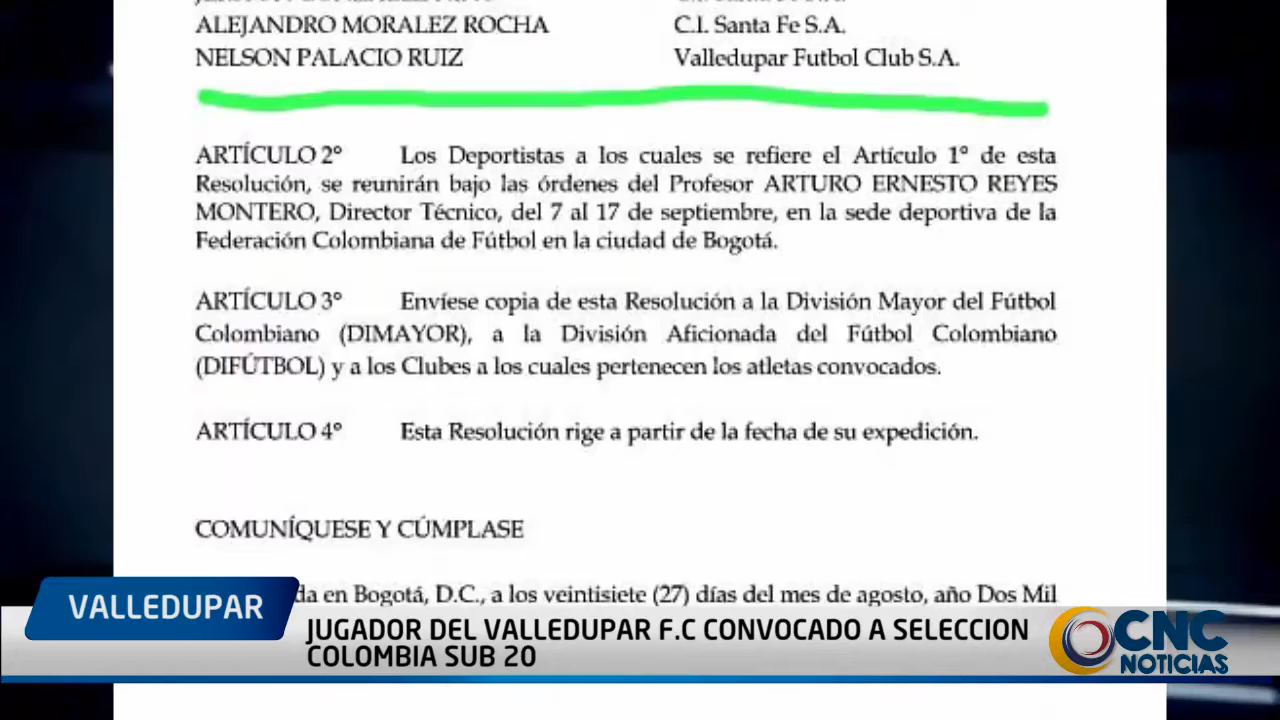 ALEJANDRO MORALEZ ROCHA C.I. Santa Fe S.A.
NELSON PALACIO RUIZ Valledupar Futbol Club S.A.
ARTÍCULO 2° Los Deportistas a los cuales se refiere el Artículo 1° de esta
Resolución, se reunirán bajo las órdenes del Profesor ARTURO ERNESTO REYES
MONTERO, Director Técnico, del 7 al 17 de septiembre, en la sede deportiva de la
Federación Colombiana de Fútbol en la ciudad de Bogotá.
ARTÍCULO 3° Envíese copia de esta Resolución a la División Mayor del Fútbol
Colombiano (DIMAYOR), a la División Aficionada del Fútbol Colombiano
(DIFÚTBOL) y a los Clubes a los cuales pertenecen los atletas convocados.
ARTÍCULO 4° Esta Resolución rige a partir de la fecha de su expedición.
COMUNÍQUESE Y CÚMPLASE
en Bogotá, D.C., a los veintisiete (27) días del mes de agosto, año Dos Mil
VALLEDUPAR
JUGADOR DEL VALLEDUPAR F.C CONVOCADO A SELECCION
COLOMBIA SUB 20
CNC
NOTICIAS